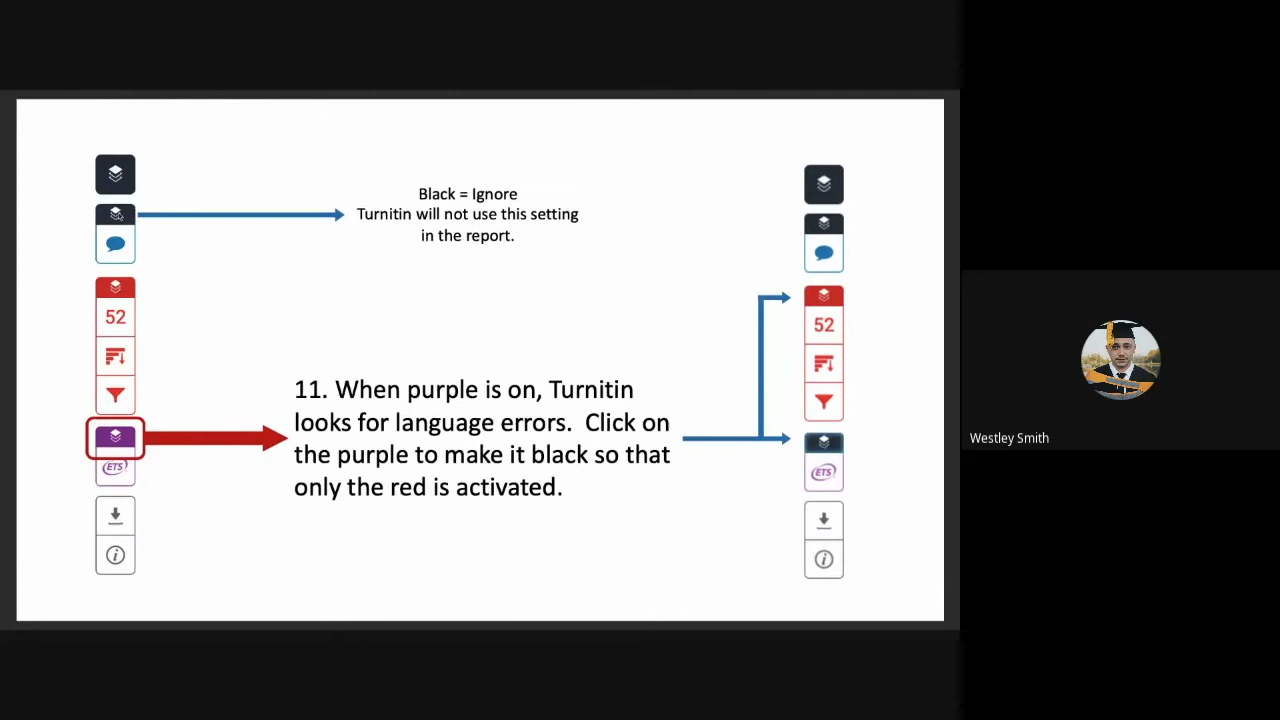 Black = Ignore
Turnitin will not use this setting
in the report.
52
52
11. When purple is on, Turnitin
looks for language errors.  Click on
the purple to make it black so that
only the red is activated.
ETS
ETS
Westley Smith